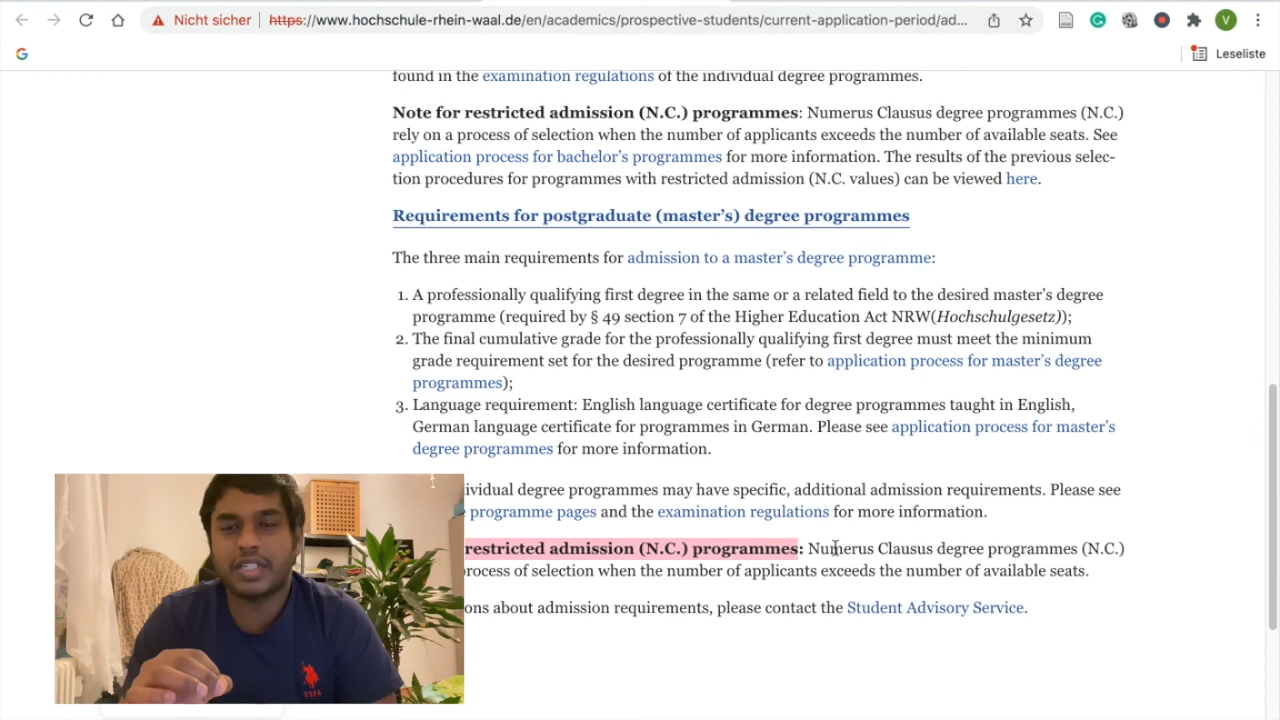 Nicht sicher | https://www.hochschule-rhein-waal.de/en/academics/prospective-students/current-application-period/ad...
V
G
Leseliste
found in the examination regulations of the individual degree programmes.
Note for restricted admission (N.C.) programmes: Numerus Clausus degree programmes (N.C.)
rely on a process of selection when the number of applicants exceeds the number of available seats. See
application process for bachelor's programmes for more information. The results of the previous selec-
tion procedures for programmes with restricted admission (N.C. values) can be viewed here.
Requirements for postgraduate (master's) degree programmes
The three main requirements for admission to a master's degree programme:
1. A professionally qualifying first degree in the same or a related field to the desired master's degree
programme (required by § 49 section 7 of the Higher Education Act NRW(Hochschulgesetz));
2. The final cumulative grade for the professionally qualifying first degree must meet the minimum
grade requirement set for the desired programme (refer to application process for master's degree
programmes);
3. Language requirement: English language certificate for degree programmes taught in English,
German language certificate for programmes in German. Please see application process for master's
degree programmes for more information.
ividual degree programmes may have specific, additional admission requirements. Please see
programme pages and the examination regulations for more information.
restricted admission (N.C.) programmes: Numerus Clausus degree programmes (N.C.)
rocess of selection when the number of applicants exceeds the number of available seats.
ons about admission requirements, please contact the Student Advisory Service.
USPA